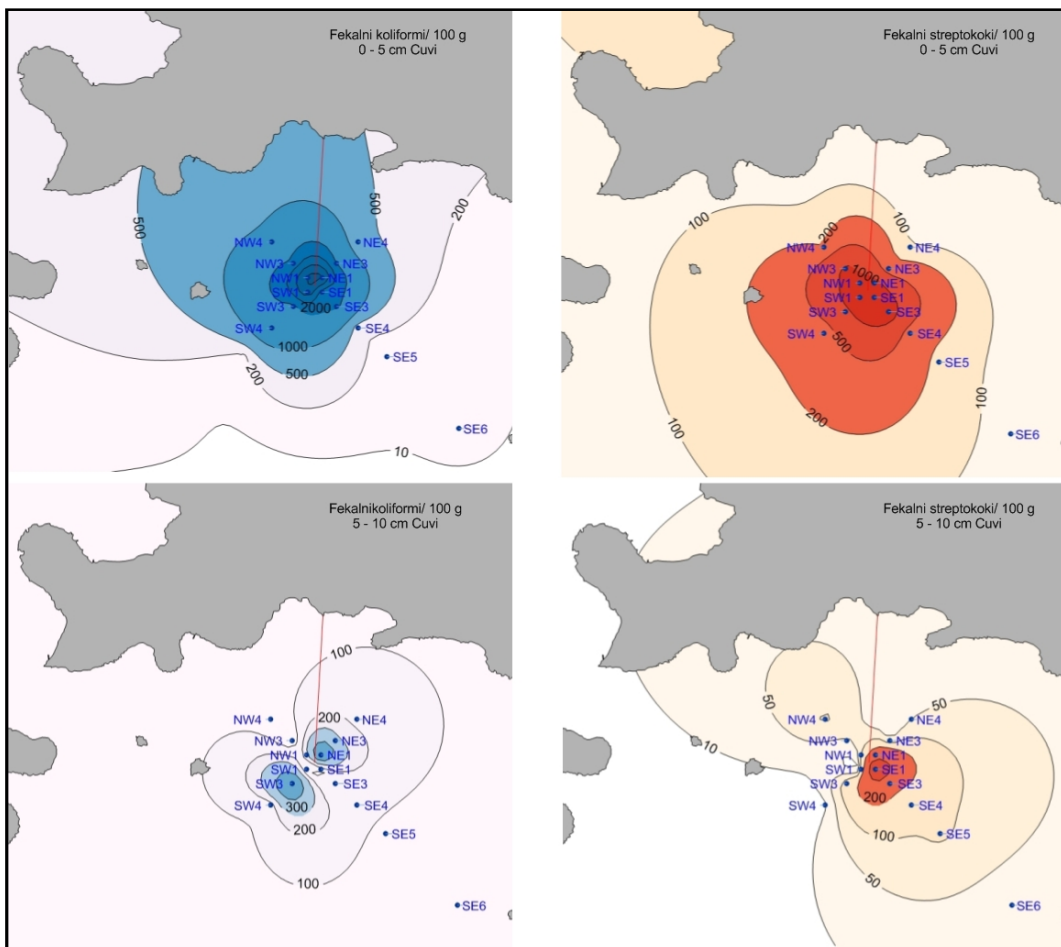 Fekalni koliformi/ 100 g
0 - 5 cm Cuvi
500
500
200
NW4
NE4
NW3
NE3
NW1
NE1
SW1
SE1
SW3
2000
SE3
SW4
SE4
1000
SE5
500
200
SE6
10
Fekalni streptokoki/ 100 g
0 - 5 cm Cuvi
100
100
200
NW4
NE4
NW3
1000
NE3
NW1
NE1
SW1
SE1
SW3
SE3
SW4
500
SE4
SE5
100
200
100
SE6
Fekalnikoliformi/ 100 g
5 - 10 cm Cuvi
100
NW4
200
NE4
NW3
NE3
NW1
NE1
SW1
SE1
SW3
SE3
SW4
300
SE4
200
SE5
100
SE6
Fekalni streptokoki/ 100 g
5 - 10 cm Cuvi
50
50
NW4
NE4
10
NW3
NE3
NW1
NE1
SW1
SE1
SW3
SE3
200
SW4
SE4
100
SE5
50
SE6